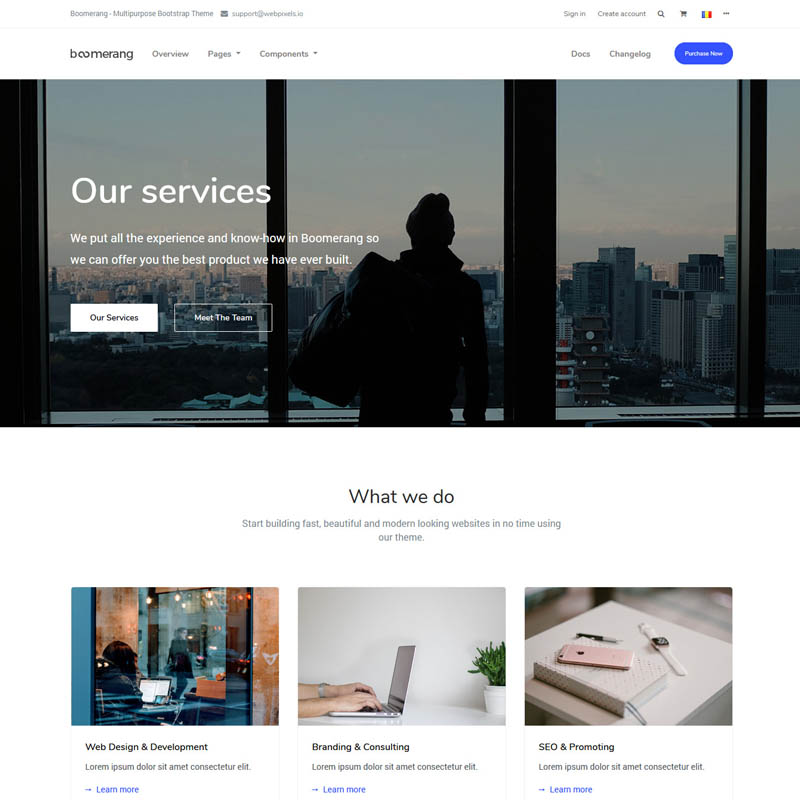 Boomerang - Multipurpose Bootstrap Theme support@webpixels.io Sign in Create account
boomerang Overview Pages Components Docs Changelog Purchase Now
Our services
We put all the experience and know-how in Boomerang so
we can offer you the best product we have ever built.
Our Services Meet The Team
What we do
Start building fast, beautiful and modern looking websites in no time using
our theme.
Web Design & Development Branding & Consulting SEO & Promoting
Lorem ipsum dolor sit amet consectetur elit. Lorem ipsum dolor sit amet consectetur elit. Lorem ipsum dolor sit amet consectetur elit.
→ Learn more → Learn more → Learn more